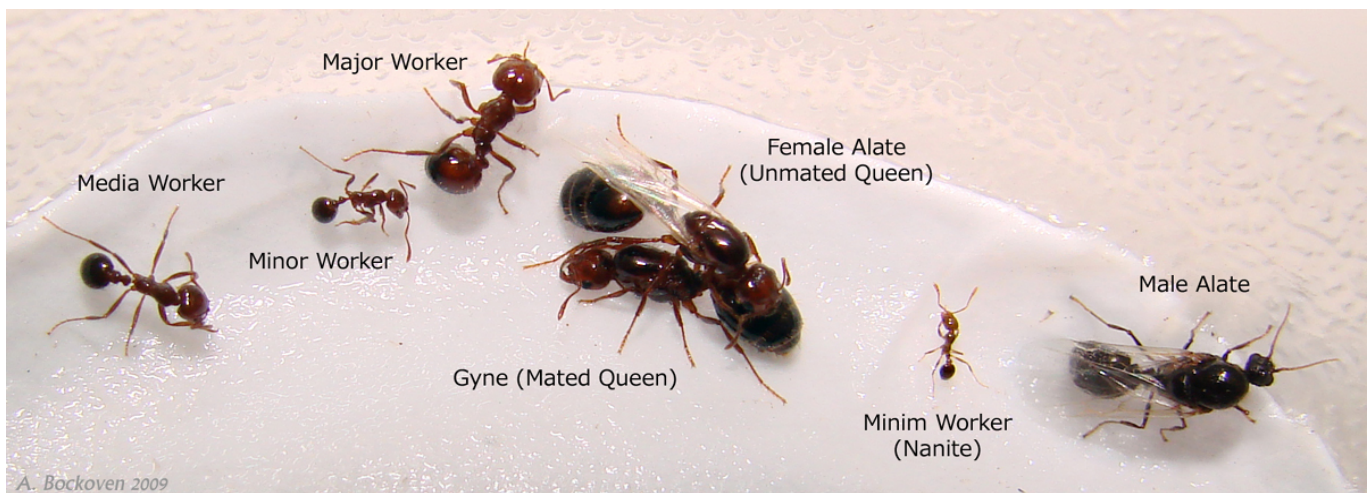 Major Worker
Female Alate
(Unmated Queen)
Media Worker
Minor Worker
Male Alate
Gyne (Mated Queen)
Minim Worker
(Nanite)
A. Bockoven 2009